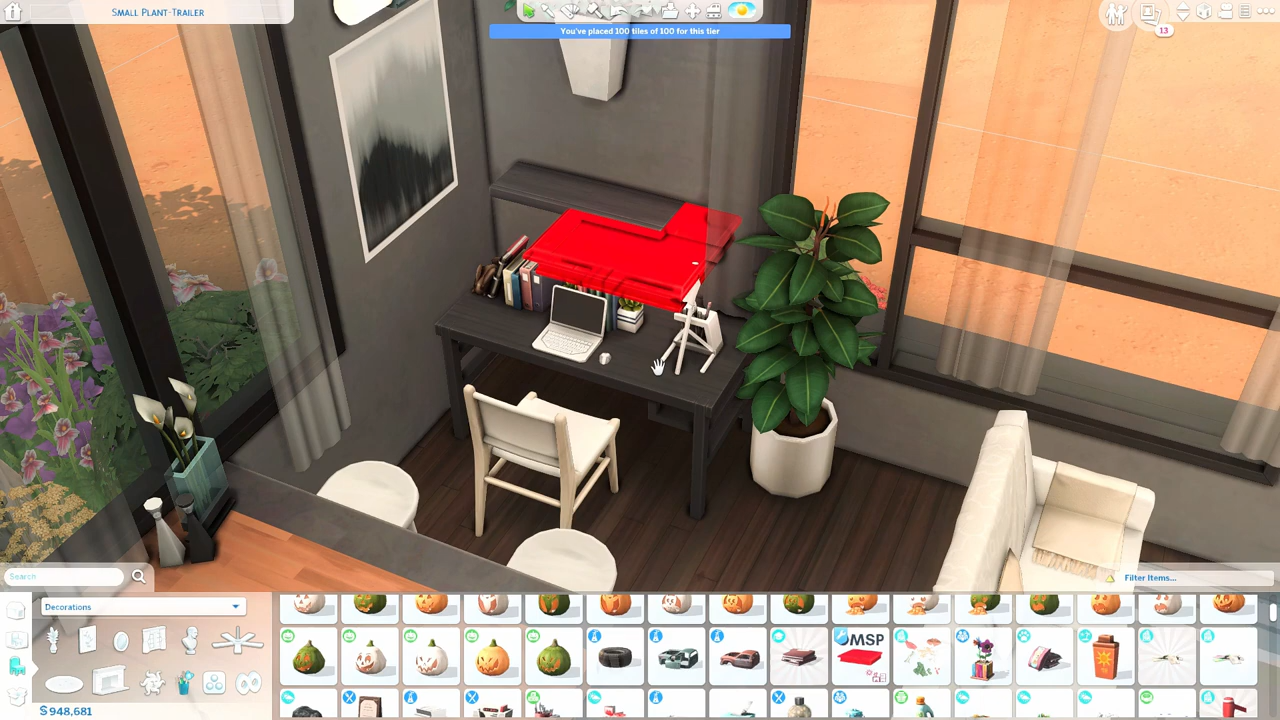 SMALL PLANT-TRAILER
You've placed 100 tiles of 100 for this tier
13
Search
Filter Items...
Decorations
MSP
$948,681